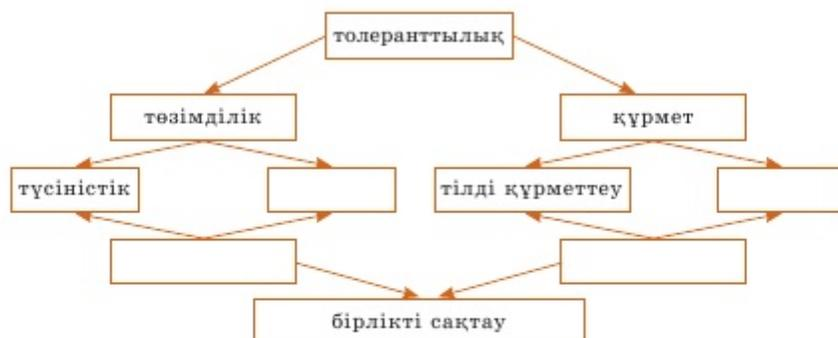 толеранттылық
төзімділік
құрмет
түсіністік
тілді құрметтеу
бірлікті сақтау